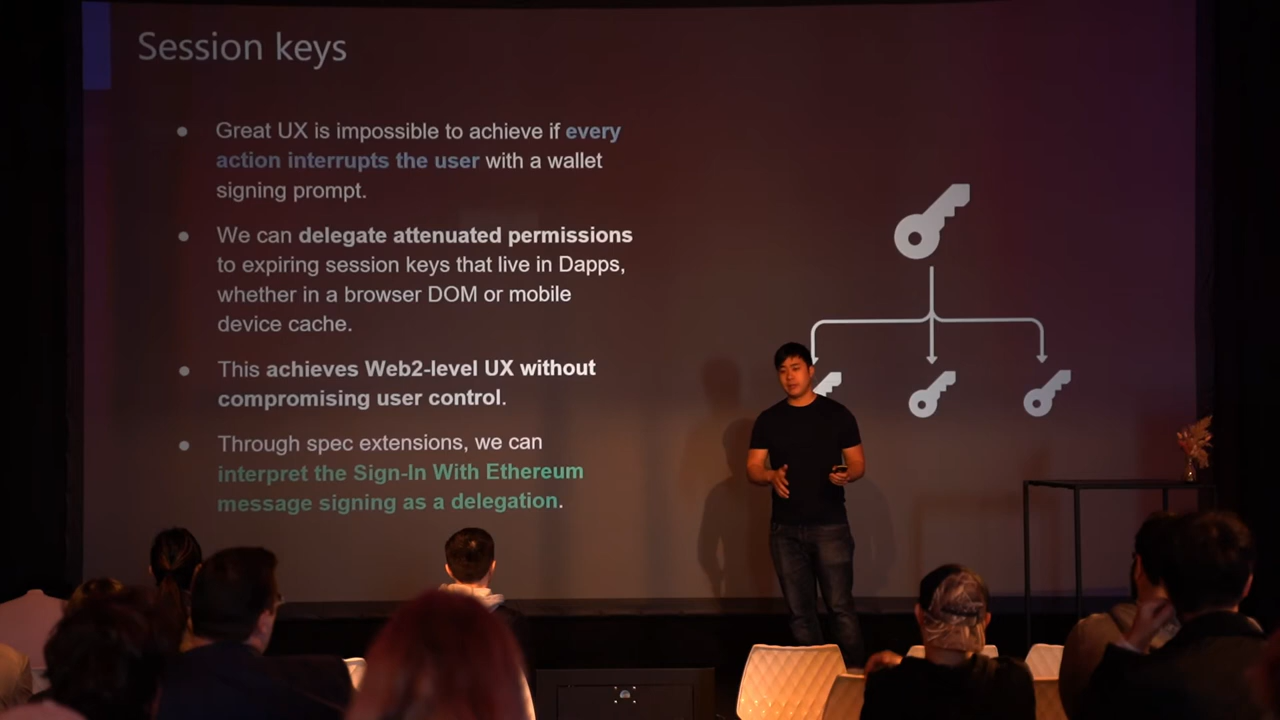 Session keys
● Great UX is impossible to achieve if every
action interrupts the user with a wallet
signing prompt.
● We can delegate attenuated permissions
to expiring session keys that live in Dapps,
whether in a browser DOM or mobile
device cache.
● This achieves Web2-level UX without
compromising user control.
● Through spec extensions, we can
interpret the Sign-In With Ethereum
message signing as a delegation.